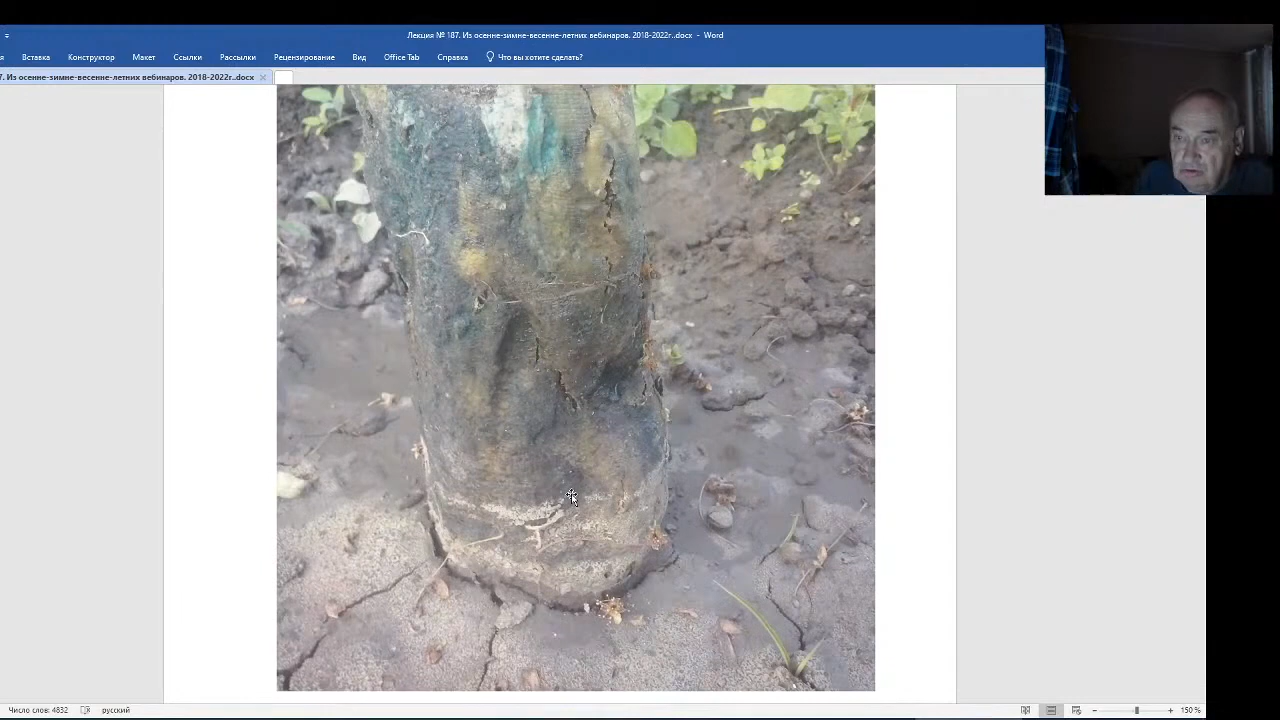 Лекция № 187. Из осенне-зимне-весенне-летних вебинаров. 2018-2022г..docx - Word
Вставка Конструктор Макет Ссылки Рассылки Рецензирование Вид Office Tab Справка Что вы хотите сделать?
7. Из осенне-зимне-весенне-летних вебинаров. 2018-2022г..docx
Число слов: 4832 русский 150 %